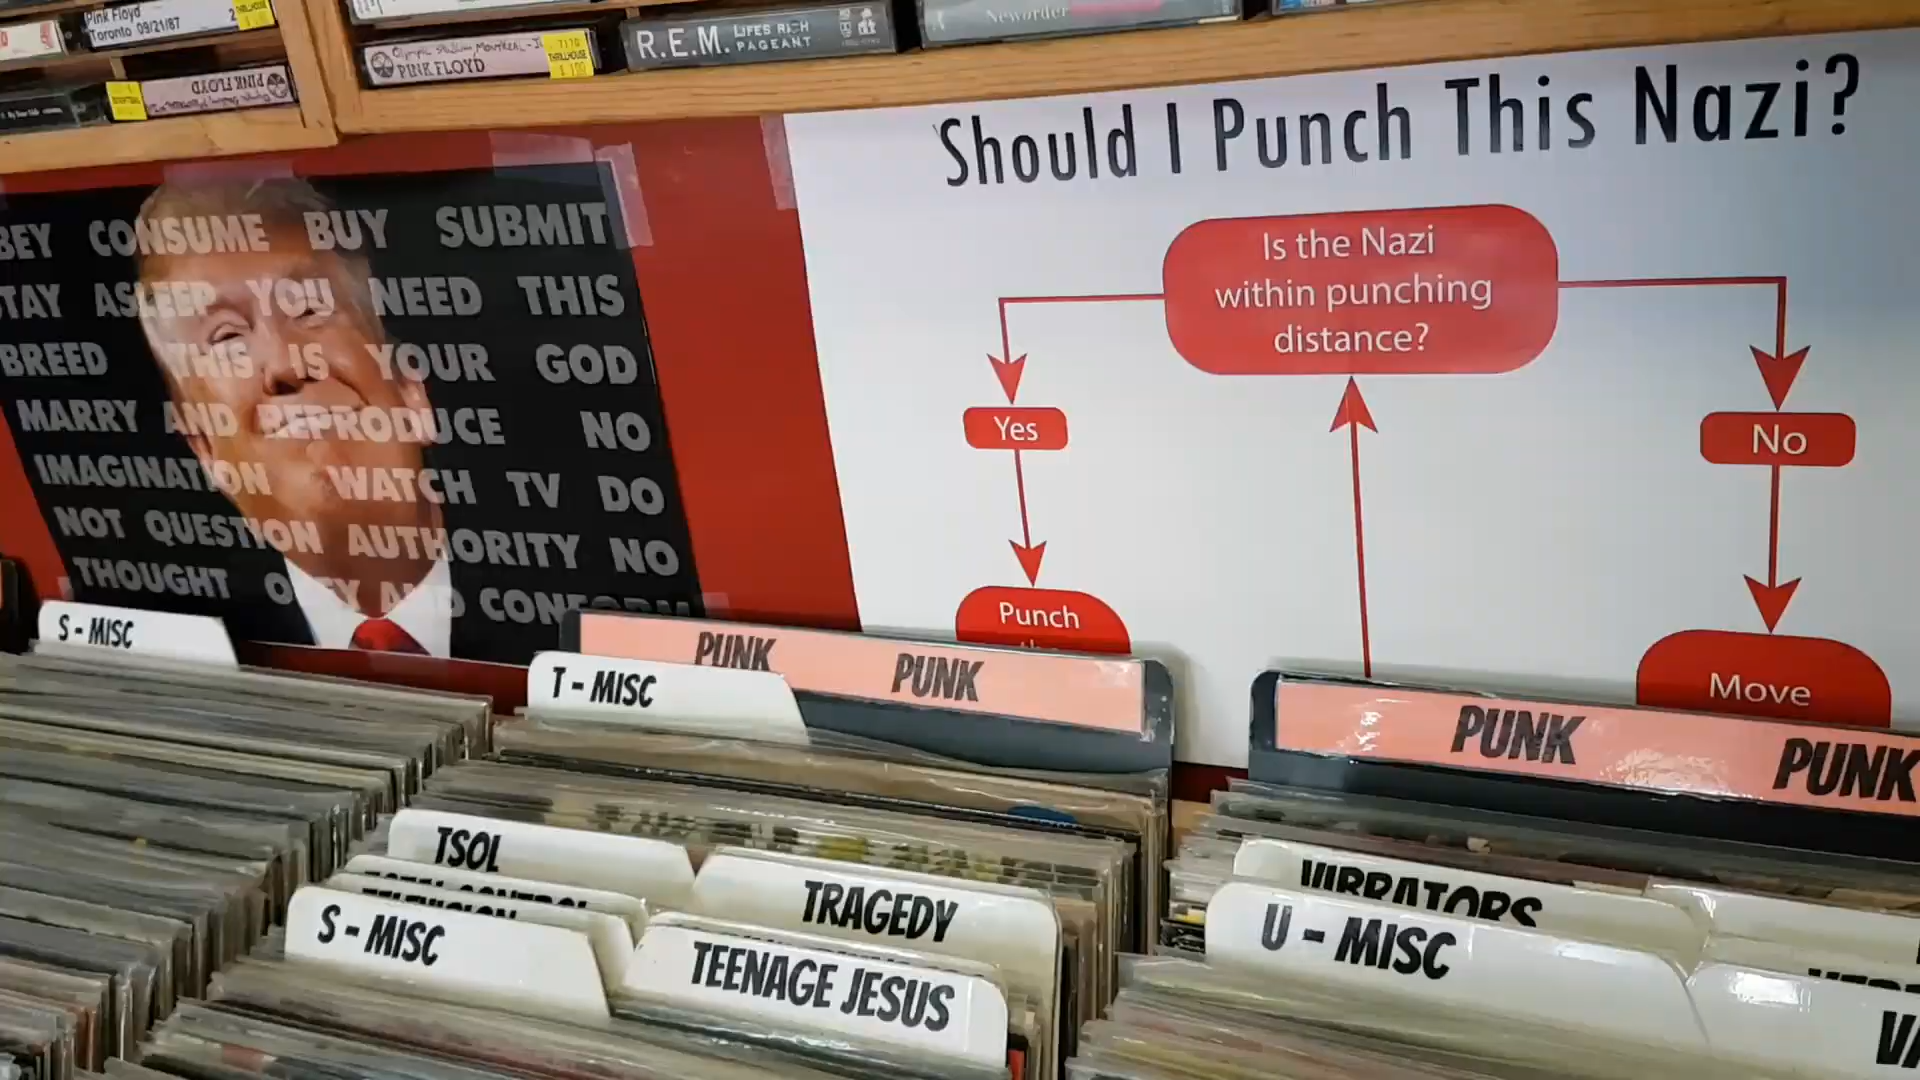 Pink Floyd
Toronto 09/21/87
PINK FLOYD
PINK FLOYD
R.E.M. LIFES RICH
PAGEANT
Neworder
CONSUME BUY SUBMIT
ASLEEP YOU NEED THIS
BREED THIS IS YOUR GOD
MARRY AND REPRODUCE NO
IMAGINATION WATCH TV DO
NOT QUESTION AUTHORITY NO
THOUGHT
Should I Punch This Nazi?
Is the Nazi
within punching
distance?
Yes
No
Punch
Move
S - MISC
PUNK PUNK
T - MISC
PUNK PUNK
TSOL
TRAGEDY
S - MISC
TEENAGE JESUS
VIBRATORS
U - MISC